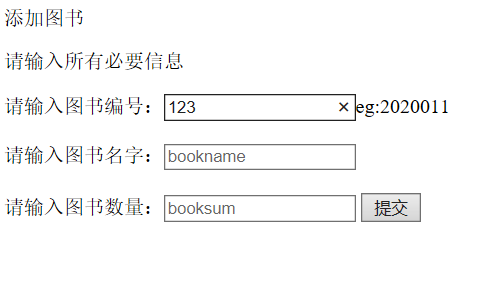 添加图书
请输入所有必要信息
请输入图书编号：123 ×eg:2020011
请输入图书名字：bookname
请输入图书数量：booksum 提交